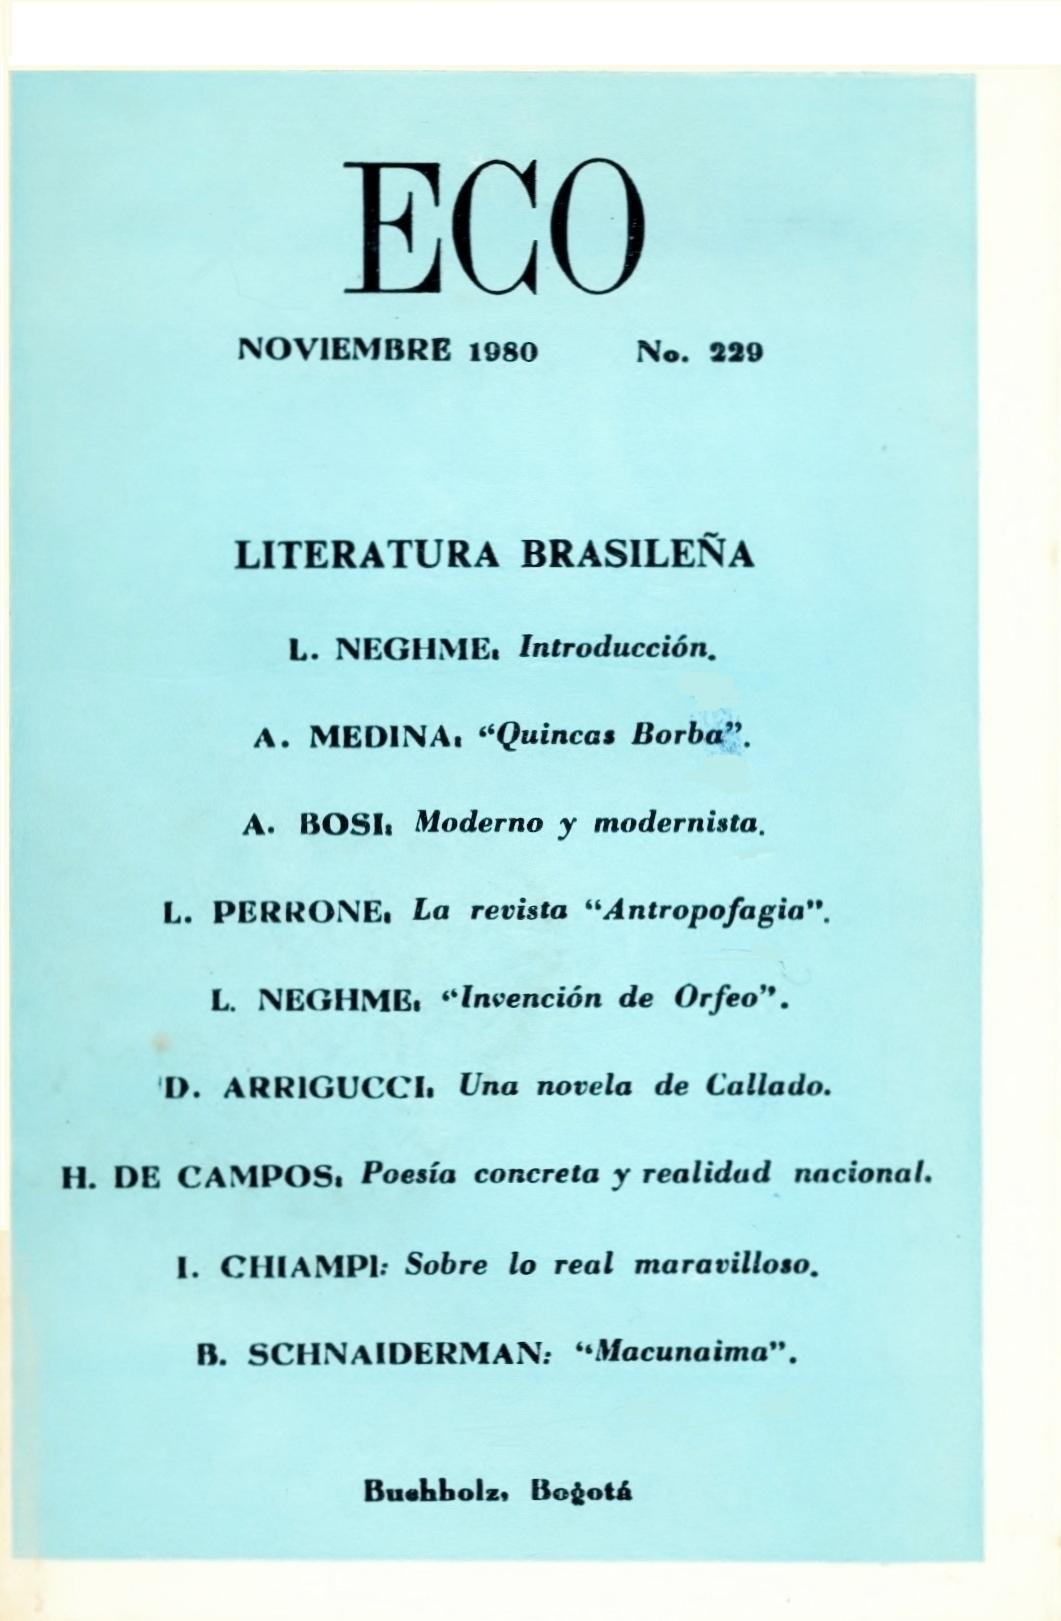 ECO
NOVIEMBRE 1980 No. 229
LITERATURA BRASILEÑA
L. NEGHME: Introducción.
A. MEDINA: “Quincas Borba”.
A. BOSI: Moderno y modernista.
L. PERRONE: La revista “Antropofagia”.
L. NEGHME: “Invención de Orfeo”.
D. ARRIGUCCI: Una novela de Callado.
H. DE CAMPOS: Poesía concreta y realidad nacional.
I. CHIAMPI: Sobre lo real maravilloso.
B. SCHNAIDERMAN: “Macunaima”.
Buchholz, Bogotá